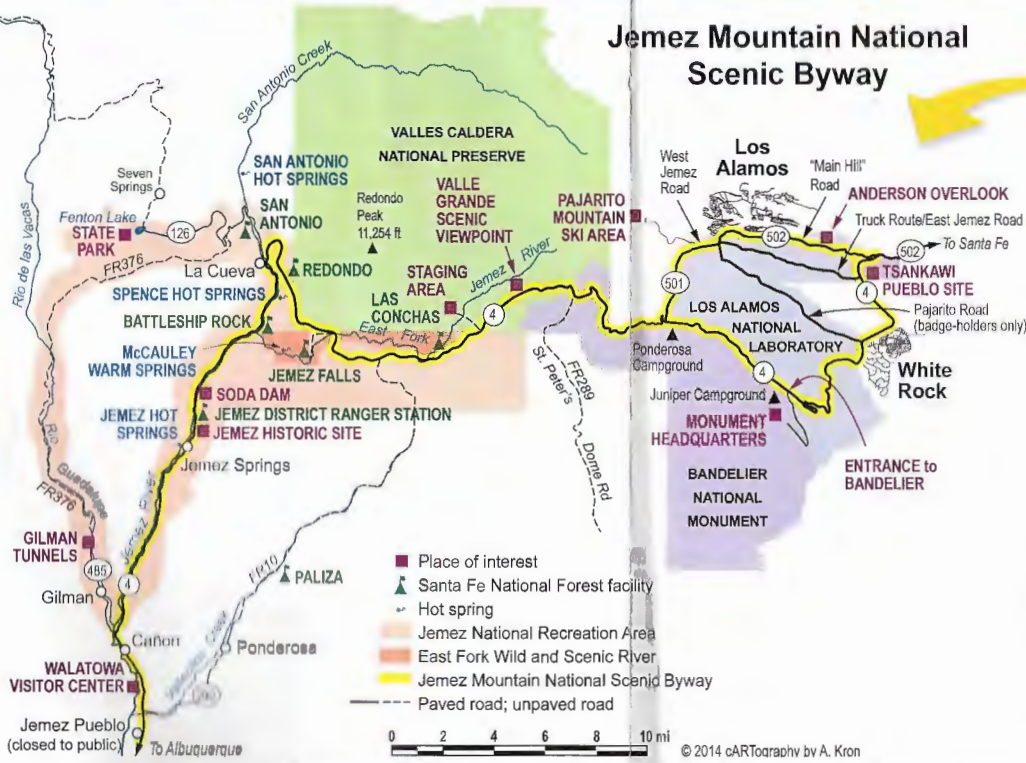 Jemez Mountain National
Scenic Byway
San Antonio Creek
VALLES CALDERA
NATIONAL PRESERVE
Los
Alamos
West
Jemez
Road
"Main Hill"
Road
ANDERSON OVERLOOK
Truck Route/East Jemez Road
502
502
To Santa Fe
TSANKAWI
PUEBLO SITE
4
Pajarito Road
(badge-holders only)
White
Rock
501
LOS ALAMOS
NATIONAL
LABORATORY
4
PAJARITO
MOUNTAIN
SKI AREA
Seven
Springs
SAN ANTONIO
HOT SPRINGS
SAN
ANTONIO
Redondo
Peak
11,254 ft
VALLE
GRANDE
SCENIC
VIEWPOINT
Fenton Lake
STATE
PARK
126
FR376
Rio de las Vacas
La Cueva
REDONDO
STAGING
AREA
Jemez River
SPENCE HOT SPRINGS
LAS
CONCHAS
4
BATTLESHIP ROCK
East Fork
McCAULEY
WARM SPRINGS
JEMEZ FALLS
FR289
St. Peter's
Dome Rd
Ponderosa
Campground
Juniper Campground
MONUMENT
HEADQUARTERS
ENTRANCE to
BANDELIER
BANDELIER
NATIONAL
MONUMENT
SODA DAM
JEMEZ HOT
SPRINGS
JEMEZ DISTRICT RANGER STATION
JEMEZ HISTORIC SITE
Jemez Springs
Rio
Guadelupe
FR376
Jemez River
GILMAN
TUNNELS
485
Gilman
4
FR10
PALIZA
Cañon
Ponderosa
WALATOWA
VISITOR CENTER
Jemez Pueblo
(closed to public)
To Albuquerque
Place of interest
Santa Fe National Forest facility
Hot spring
Jemez National Recreation Area
East Fork Wild and Scenic River
Jemez Mountain National Scenic Byway
Paved road; unpaved road
0 2 4 6 8 10 mi
© 2014 cARTography by A. Kron